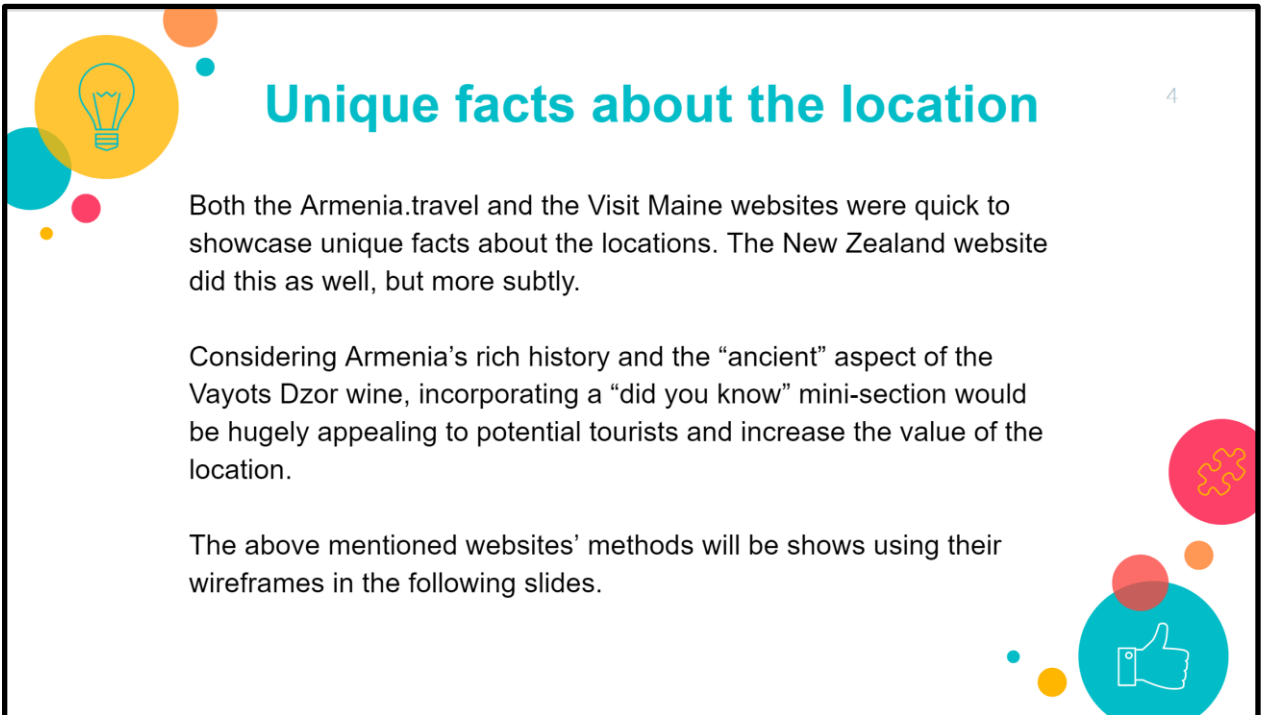 Unique facts about the location
4
Both the Armenia.travel and the Visit Maine websites were quick to
showcase unique facts about the locations. The New Zealand website
did this as well, but more subtly.
Considering Armenia’s rich history and the “ancient” aspect of the
Vayots Dzor wine, incorporating a “did you know” mini-section would
be hugely appealing to potential tourists and increase the value of the
location.
The above mentioned websites’ methods will be shows using their
wireframes in the following slides.